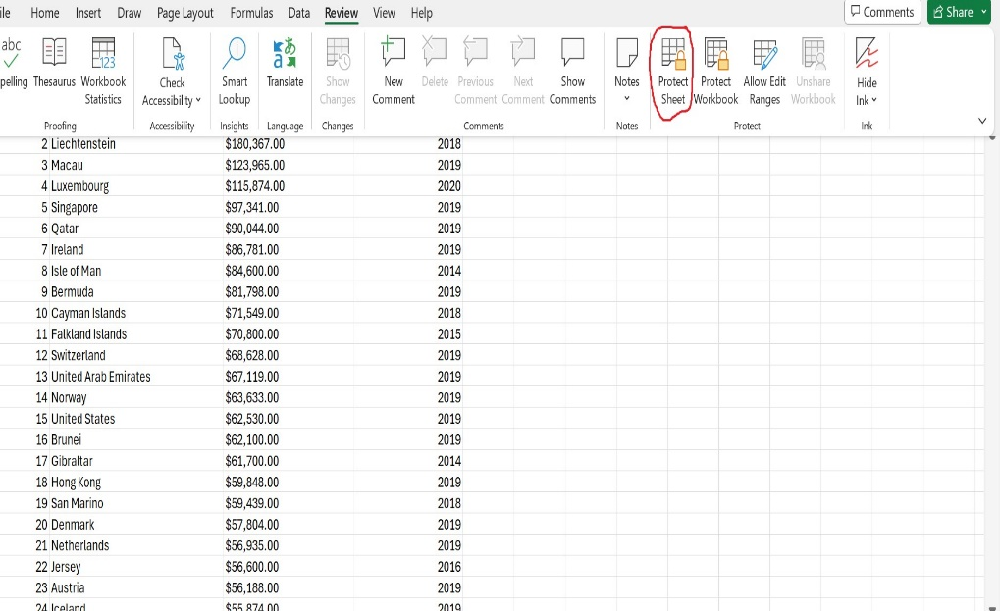 ile Home Insert Draw Page Layout Formulas Data Review View Help Comments Share
abc 123
pelling Thesaurus Workbook Statistics Check Accessibility Smart Lookup Translate Show Changes New Comment Delete Previous Comment Next Comment Show Comments Notes Protect Sheet Protect Workbook Allow Edit Ranges Unshare Workbook Hide Ink
Proofing Accessibility Insights Language Changes Comments Notes Protect Ink
2 Liechtenstein $180,367.00 2018
3 Macau $123,965.00 2019
4 Luxembourg $115,874.00 2020
5 Singapore $97,341.00 2019
6 Qatar $90,044.00 2019
7 Ireland $86,781.00 2019
8 Isle of Man $84,600.00 2014
9 Bermuda $81,798.00 2019
10 Cayman Islands $71,549.00 2018
11 Falkland Islands $70,800.00 2015
12 Switzerland $68,628.00 2019
13 United Arab Emirates $67,119.00 2019
14 Norway $63,633.00 2019
15 United States $62,530.00 2019
16 Brunei $62,100.00 2019
17 Gibraltar $61,700.00 2014
18 Hong Kong $59,848.00 2019
19 San Marino $59,439.00 2018
20 Denmark $57,804.00 2019
21 Netherlands $56,935.00 2019
22 Jersey $56,600.00 2016
23 Austria $56,188.00 2019
24 Iceland $55,874.00 2019